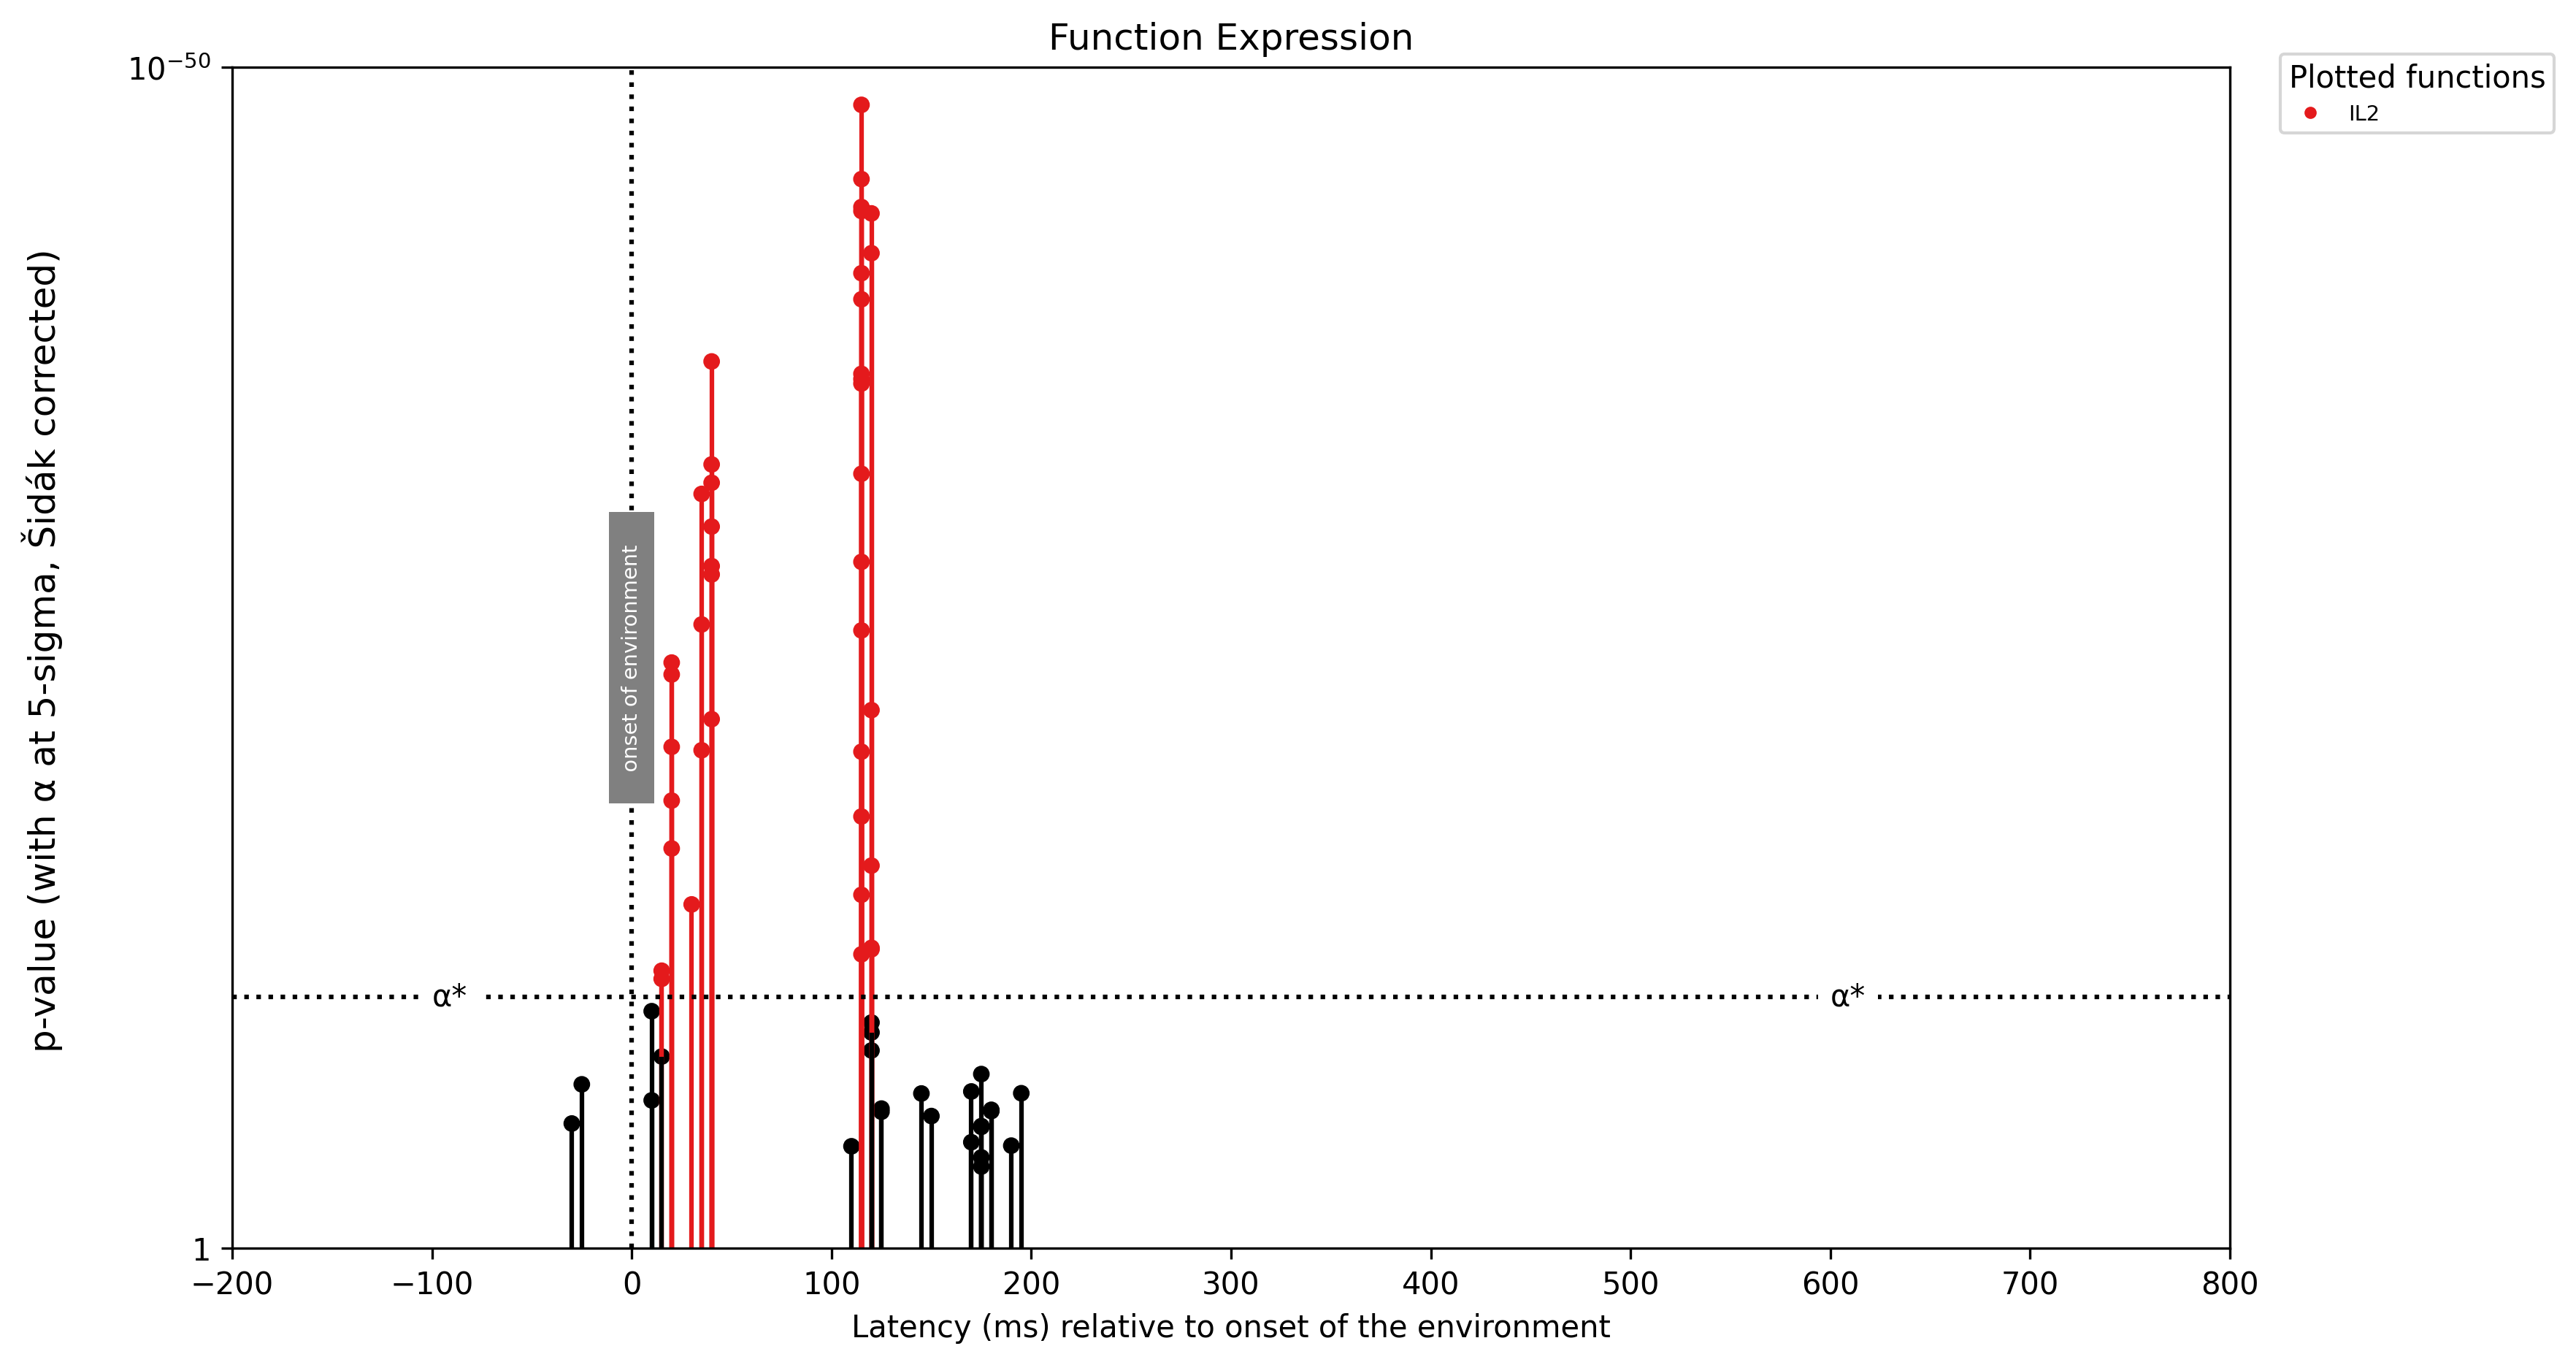 Function Expression
10⁻⁵⁰
Plotted functions
IL2
p-value (with α at 5-sigma, Šidák corrected)
onset of environment
α*
α*
1
−200
−100
0
100
200
300
400
500
600
700
800
Latency (ms) relative to onset of the environment